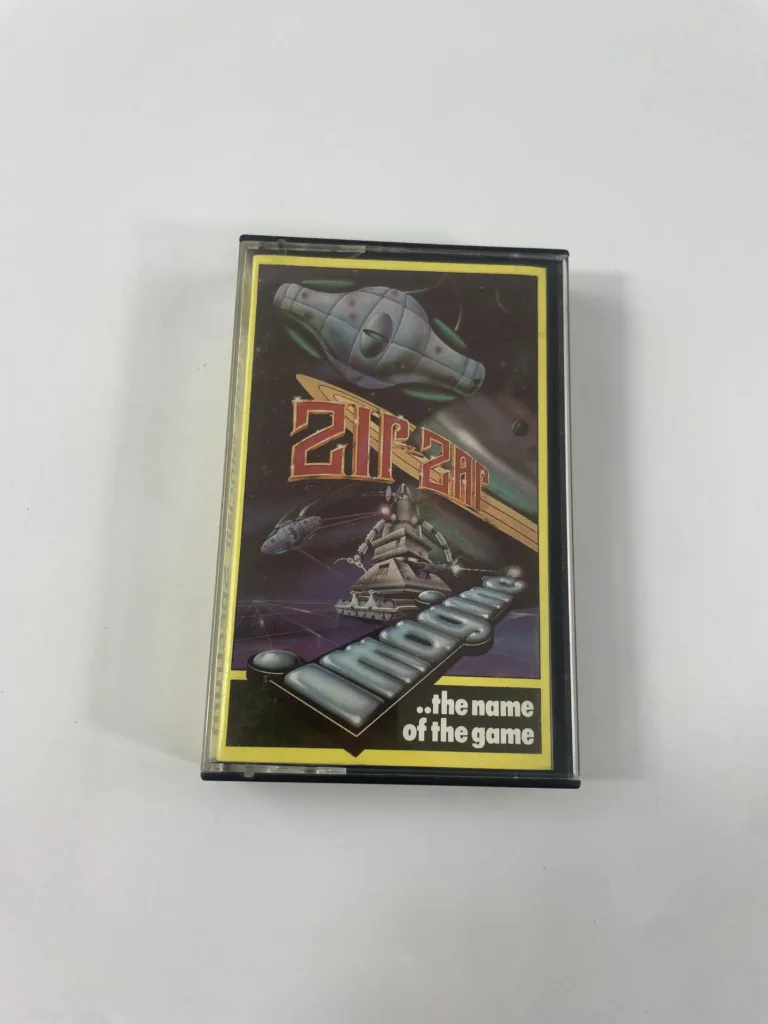 ZIP-ZAP
imagine
..the name
of the game